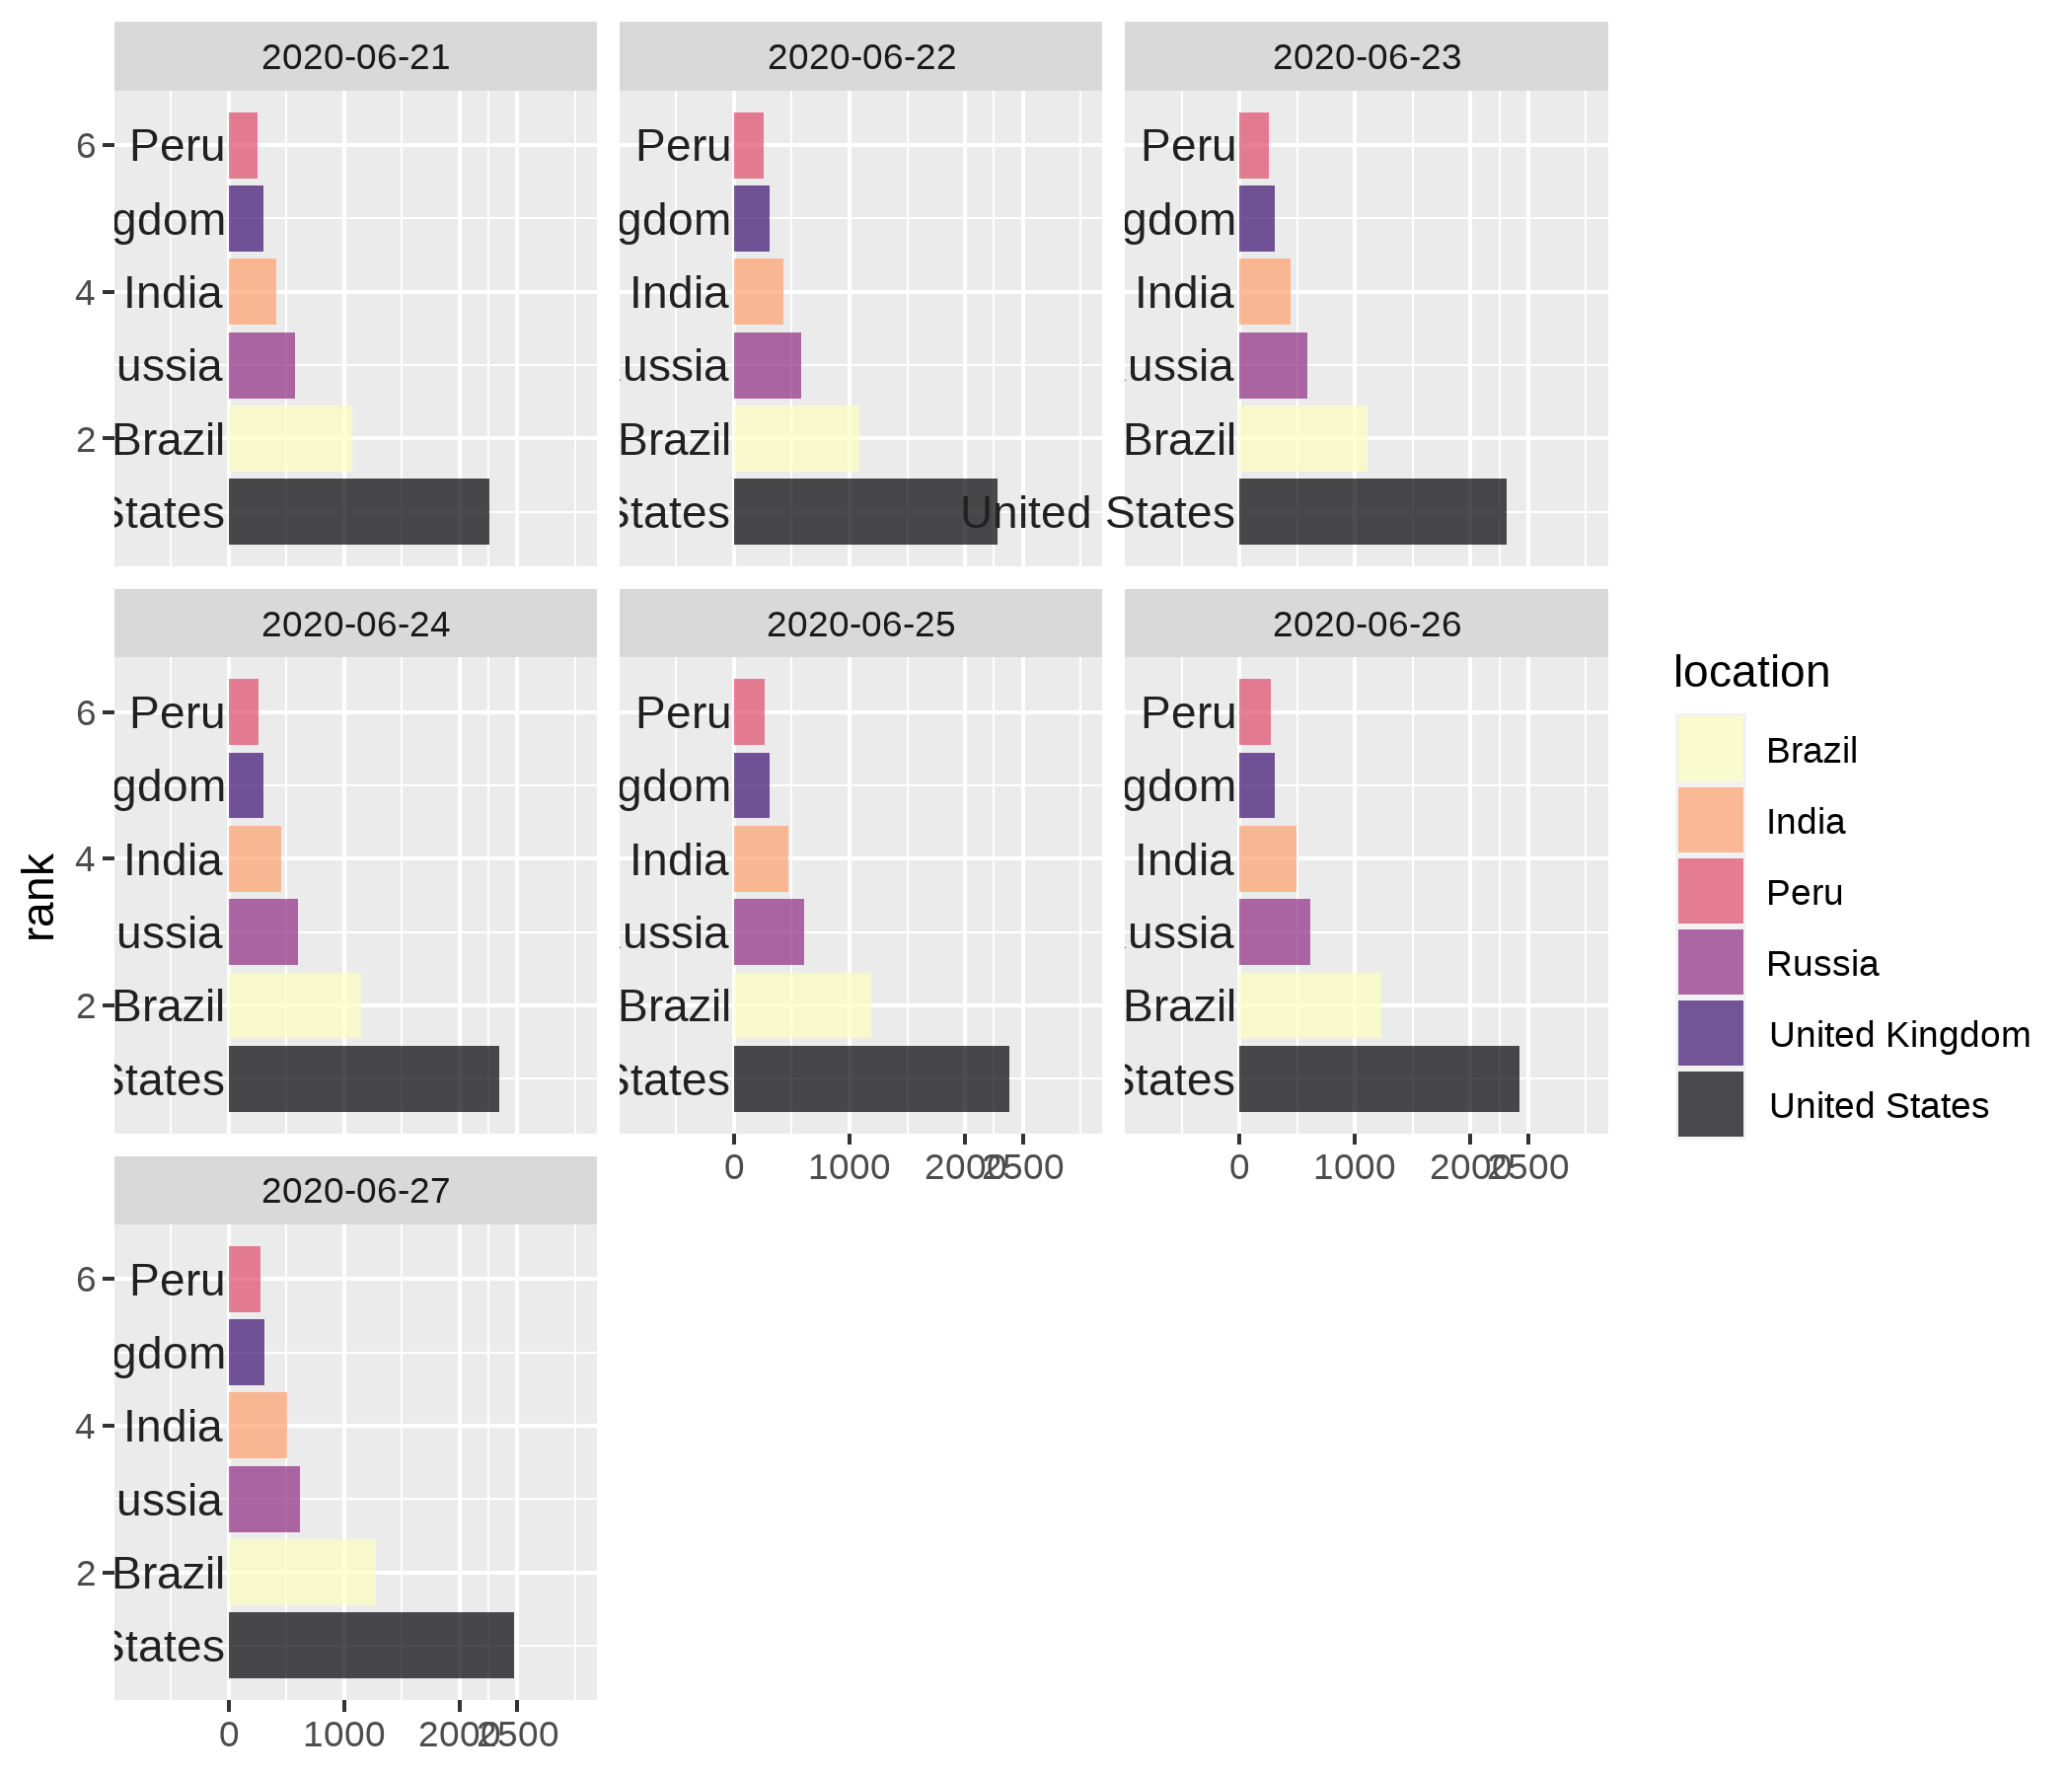 2020-06-21
2020-06-22
2020-06-23
6
Peru
Peru
Peru
gdom
gdom
gdom
4
India
India
India
ussia
ussia
ussia
2
Brazil
Brazil
Brazil
States
States
United States
2020-06-24
2020-06-25
2020-06-26
6
Peru
Peru
Peru
gdom
gdom
gdom
4
India
India
India
ussia
ussia
ussia
2
Brazil
Brazil
Brazil
States
States
States
0
1000
2000
2500
0
1000
2000
2500
2020-06-27
6
Peru
gdom
4
India
ussia
2
Brazil
States
0
1000
2000
2500
rank
location
Brazil
India
Peru
Russia
United Kingdom
United States